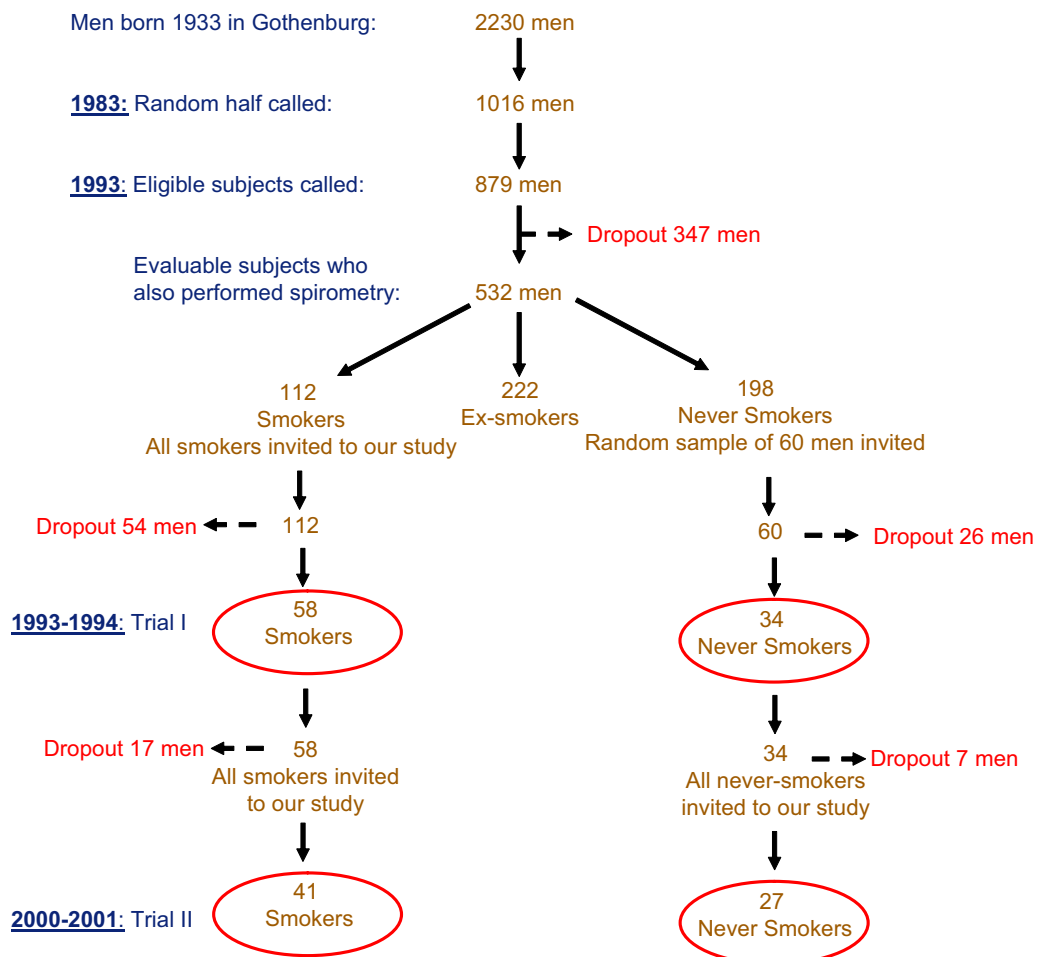 Men born 1933 in Gothenburg: 2230 men
1983: Random half called: 1016 men
1993: Eligible subjects called: 879 men
Dropout 347 men
Evaluable subjects who
also performed spirometry: 532 men
112
Smokers
All smokers invited to our study
222
Ex-smokers
198
Never Smokers
Random sample of 60 men invited
Dropout 54 men 112
60 Dropout 26 men
1993-1994: Trial I
58
Smokers
34
Never Smokers
Dropout 17 men 58
All smokers invited
to our study
34 Dropout 7 men
All never-smokers
invited to our study
2000-2001: Trial II
41
Smokers
27
Never Smokers